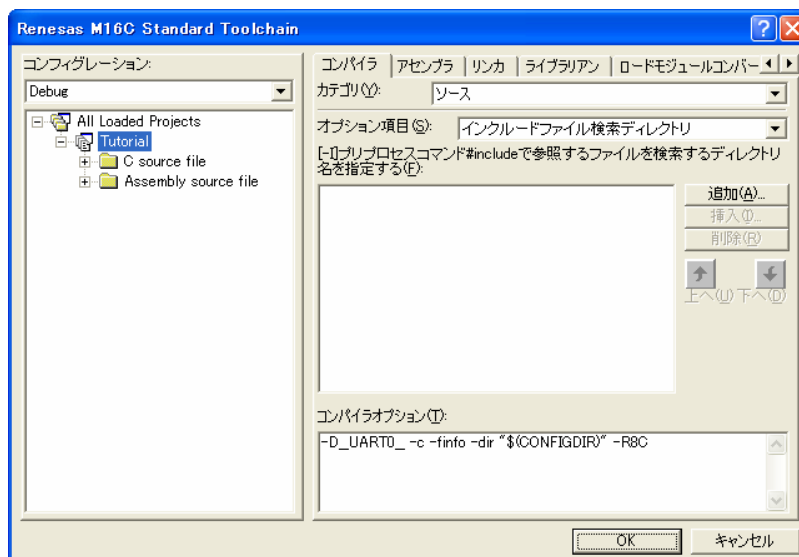 Renesas M16C Standard Toolchain
コンフィグレーション:
Debug
All Loaded Projects
Tutorial
C source file
Assembly source file
コンパイラ
アセンブラ
リンカ
ライブラリアン
ロードモジュールコンバー
カテゴリ(Y):
ソース
オプション項目(S):
インクルードファイル検索ディレクトリ
[-I]プリプロセスコマンド#includeで参照するファイルを検索するディレクトリ
名を指定する(F):
追加(A)...
挿入(I)...
削除(R)
上へ(U) 下へ(D)
コンパイラオプション(T):
-D_UART0_ -c -finfo -dir "$(CONFIGDIR)" -R8C
OK
キャンセル